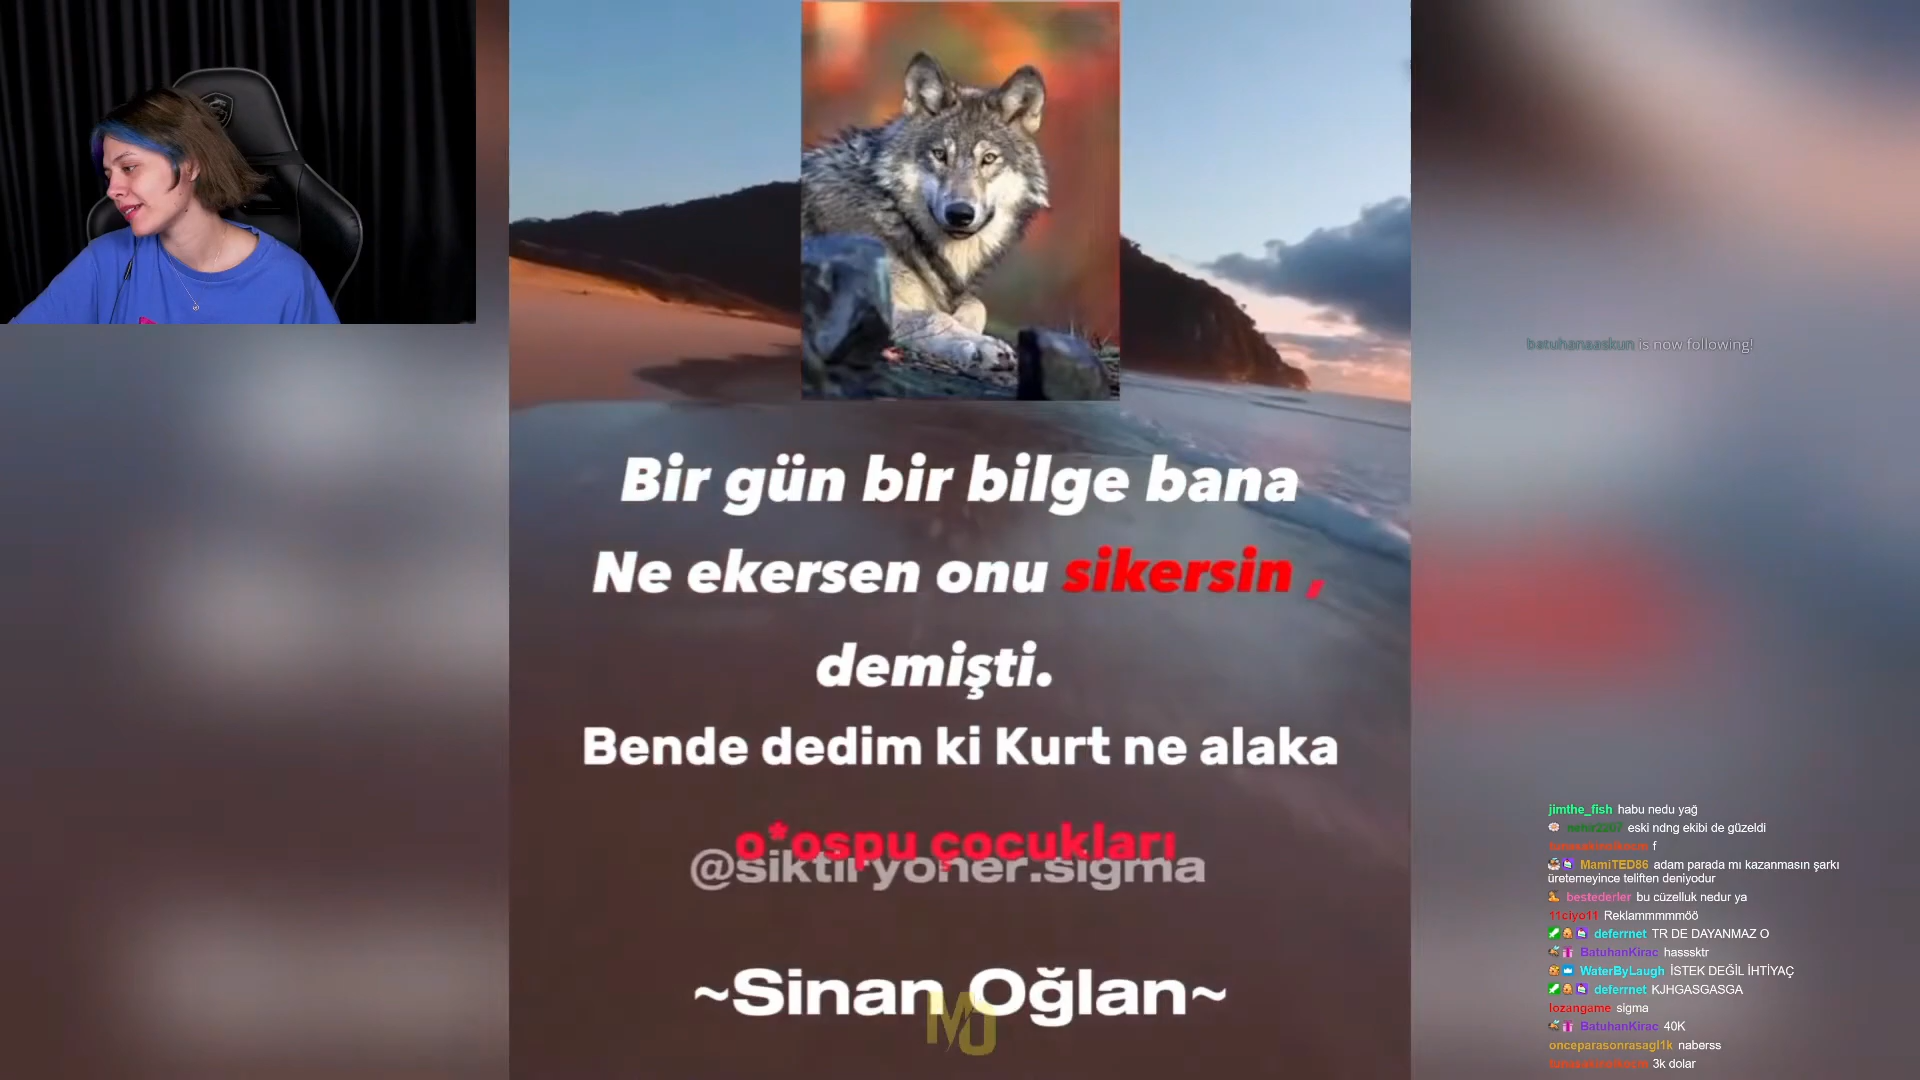 Bir gün bir bilge bana
Ne ekersen onu sikersin ,
demişti.
Bende dedim ki Kurt ne alaka
o*ospu çocukları
@siktiryoner.sigma
~Sinan Oğlan~
MO
batuhanaaskun is now following!
jimthe_fish habu nedu yağ
nehir2207 eski ndng ekibi de güzeldi
f
MamiTED86 adam parada mı kazanmasın şarkı
üretemeyince teliften deniyodur
bestederler bu cüzelluk nedur ya
11ciyo11 Reklammmmmöö
deferrnet TR DE DAYANMAZ O
BatuhanKirac hasssktr
WaterByLaugh İSTEK DEĞİL İHTİYAÇ
deferrnet KJHGASGASGA
lozangame sigma
BatuhanKirac 40K
onceparasonrasagl1k naberss
3k dolar